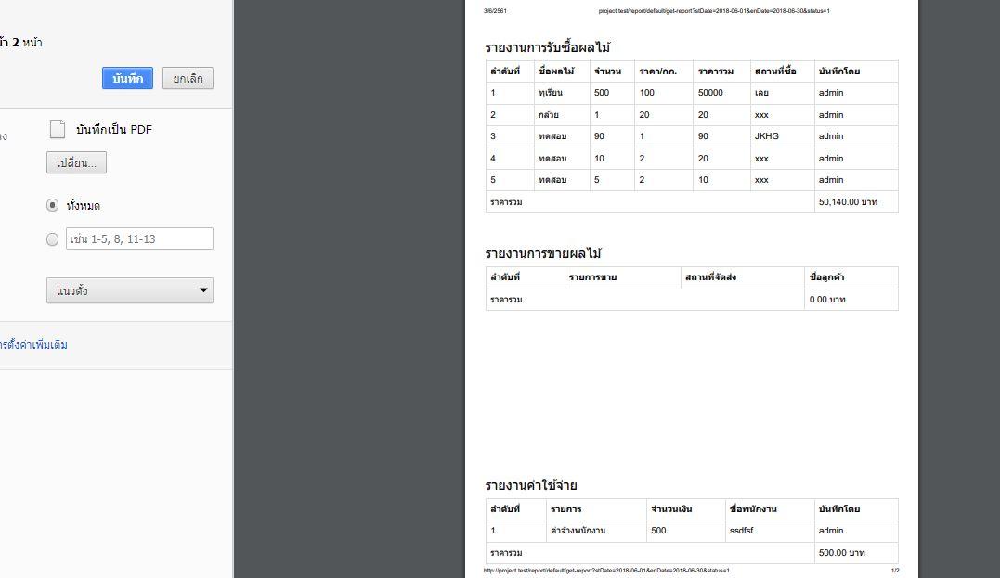 3/6/2561 project.test/report/default/get-report?stDate=2018-06-01&enDate=2018-06-30&status=1
2 หน้า
บันทึก ยกเลิก
บันทึกเป็น PDF
เปลี่ยน...
ทั้งหมด
เช่น 1-5, 8, 11-13
แนวตั้ง
รตั้งค่าเพิ่มเติม
รายงานการรับซื้อผลไม้
ลำดับที่ ชื่อผลไม้ จำนวน ราคา/กก. ราคารวม สถานที่ซื้อ บันทึกโดย
1 ทุเรียน 500 100 50000 เลย admin
2 กล้วย 1 20 20 xxx admin
3 ทดสอบ 90 1 90 JKHG admin
4 ทดสอบ 10 2 20 xxx admin
5 ทดสอบ 5 2 10 xxx admin
ราคารวม 50,140.00 บาท
รายงานการขายผลไม้
ลำดับที่ รายการขาย สถานที่จัดส่ง ชื่อลูกค้า
ราคารวม 0.00 บาท
รายงานค่าใช้จ่าย
ลำดับที่ รายการ จำนวนเงิน ชื่อพนักงาน บันทึกโดย
1 ค่าจ้างพนักงาน 500 ssdfsf admin
ราคารวม 500.00 บาท
http://project.test/report/default/get-report?stDate=2018-06-01&enDate=2018-06-30&status=1 1/2